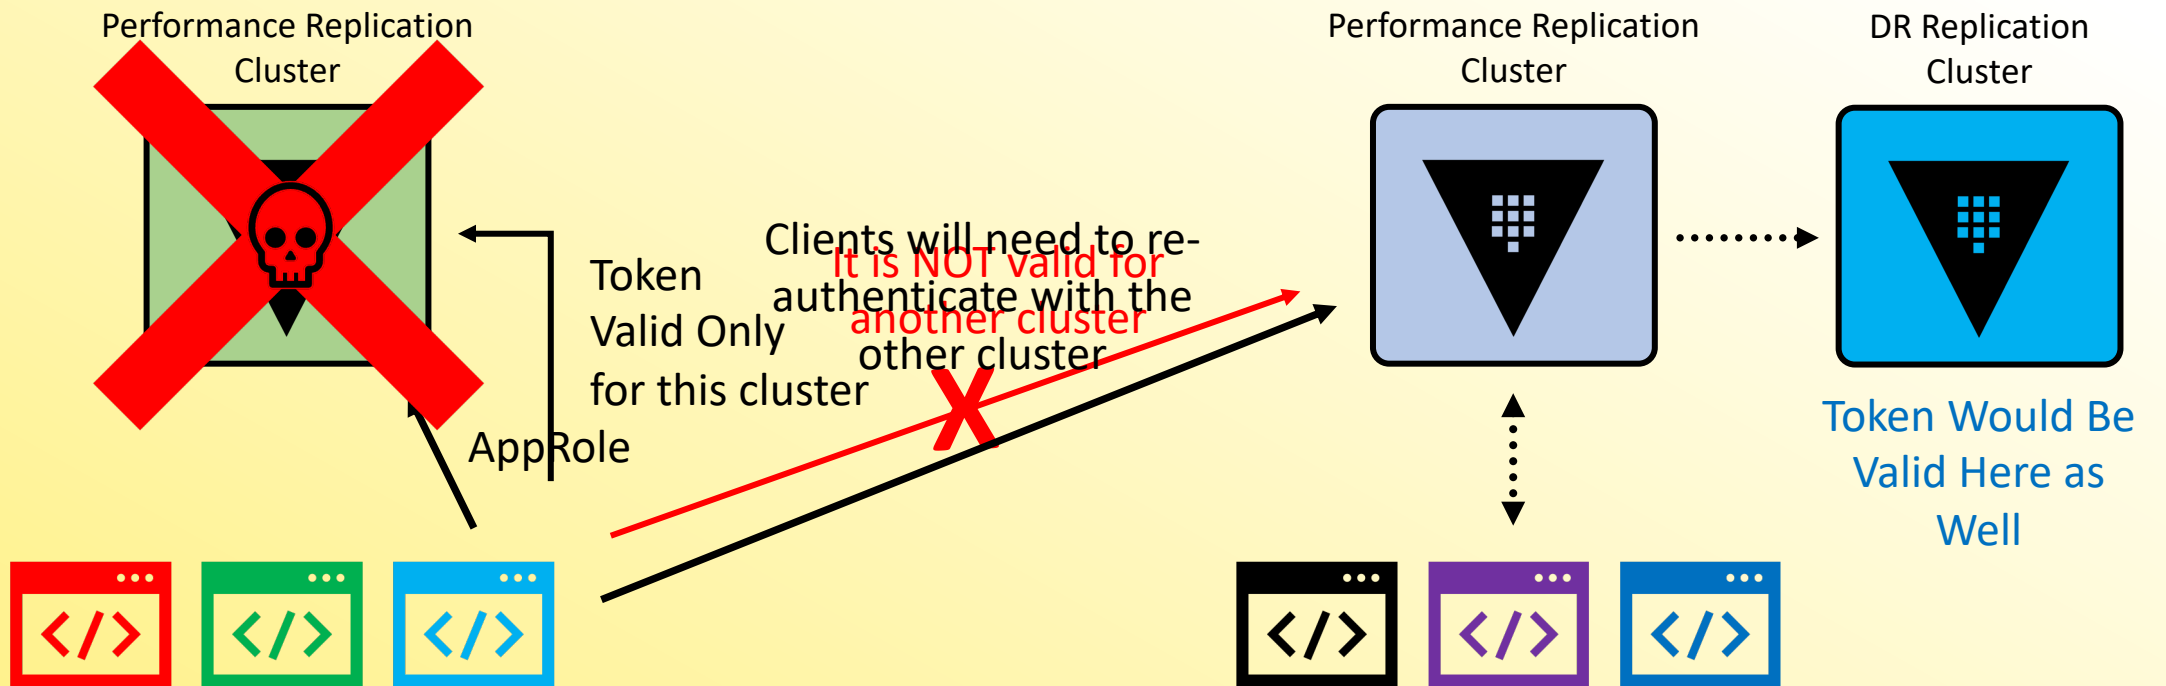 Performance Replication
Cluster
Performance Replication
Cluster
DR Replication
Cluster
Token
Valid Only
for this cluster
AppRole
Clients will need to re-
authenticate with the
other cluster
It is NOT valid for
another cluster
X
Token Would Be
Valid Here as
Well